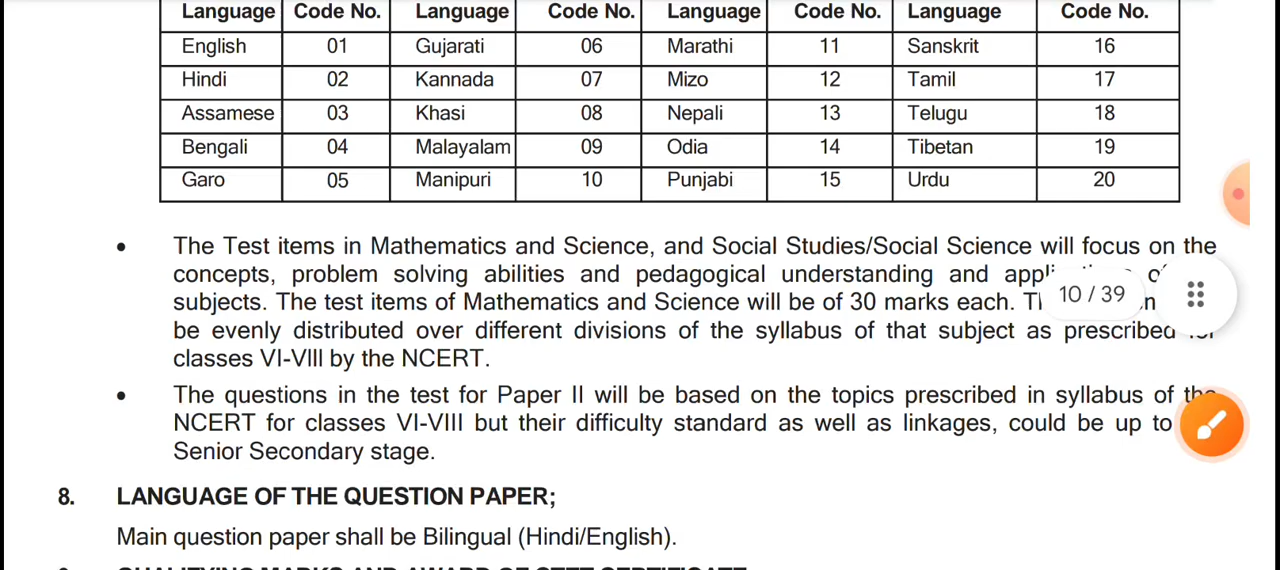 Language Code No. Language Code No. Language Code No. Language Code No.
English 01 Gujarati 06 Marathi 11 Sanskrit 16
Hindi 02 Kannada 07 Mizo 12 Tamil 17
Assamese 03 Khasi 08 Nepali 13 Telugu 18
Bengali 04 Malayalam 09 Odia 14 Tibetan 19
Garo 05 Manipuri 10 Punjabi 15 Urdu 20
• The Test items in Mathematics and Science, and Social Studies/Social Science will focus on the
concepts, problem solving abilities and pedagogical understanding and
subjects. The test items of Mathematics and Science will be of 30 marks each.
10 / 39
be evenly distributed over different divisions of the syllabus of that subject as prescribed
classes VI-VIII by the NCERT.
• The questions in the test for Paper II will be based on the topics prescribed in syllabus of the
NCERT for classes VI-VIII but their difficulty standard as well as linkages, could be up to
Senior Secondary stage.
8. LANGUAGE OF THE QUESTION PAPER;
Main question paper shall be Bilingual (Hindi/English).